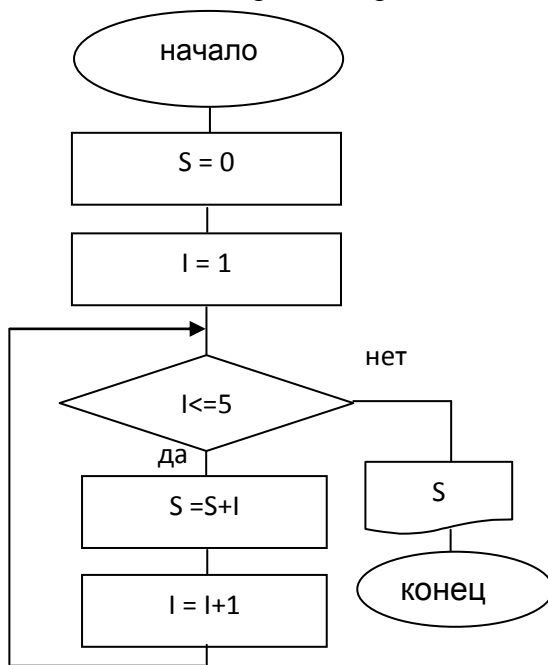 начало
S = 0
I = 1
нет
I<=5
да
S =S+I
S
I = I+1
конец